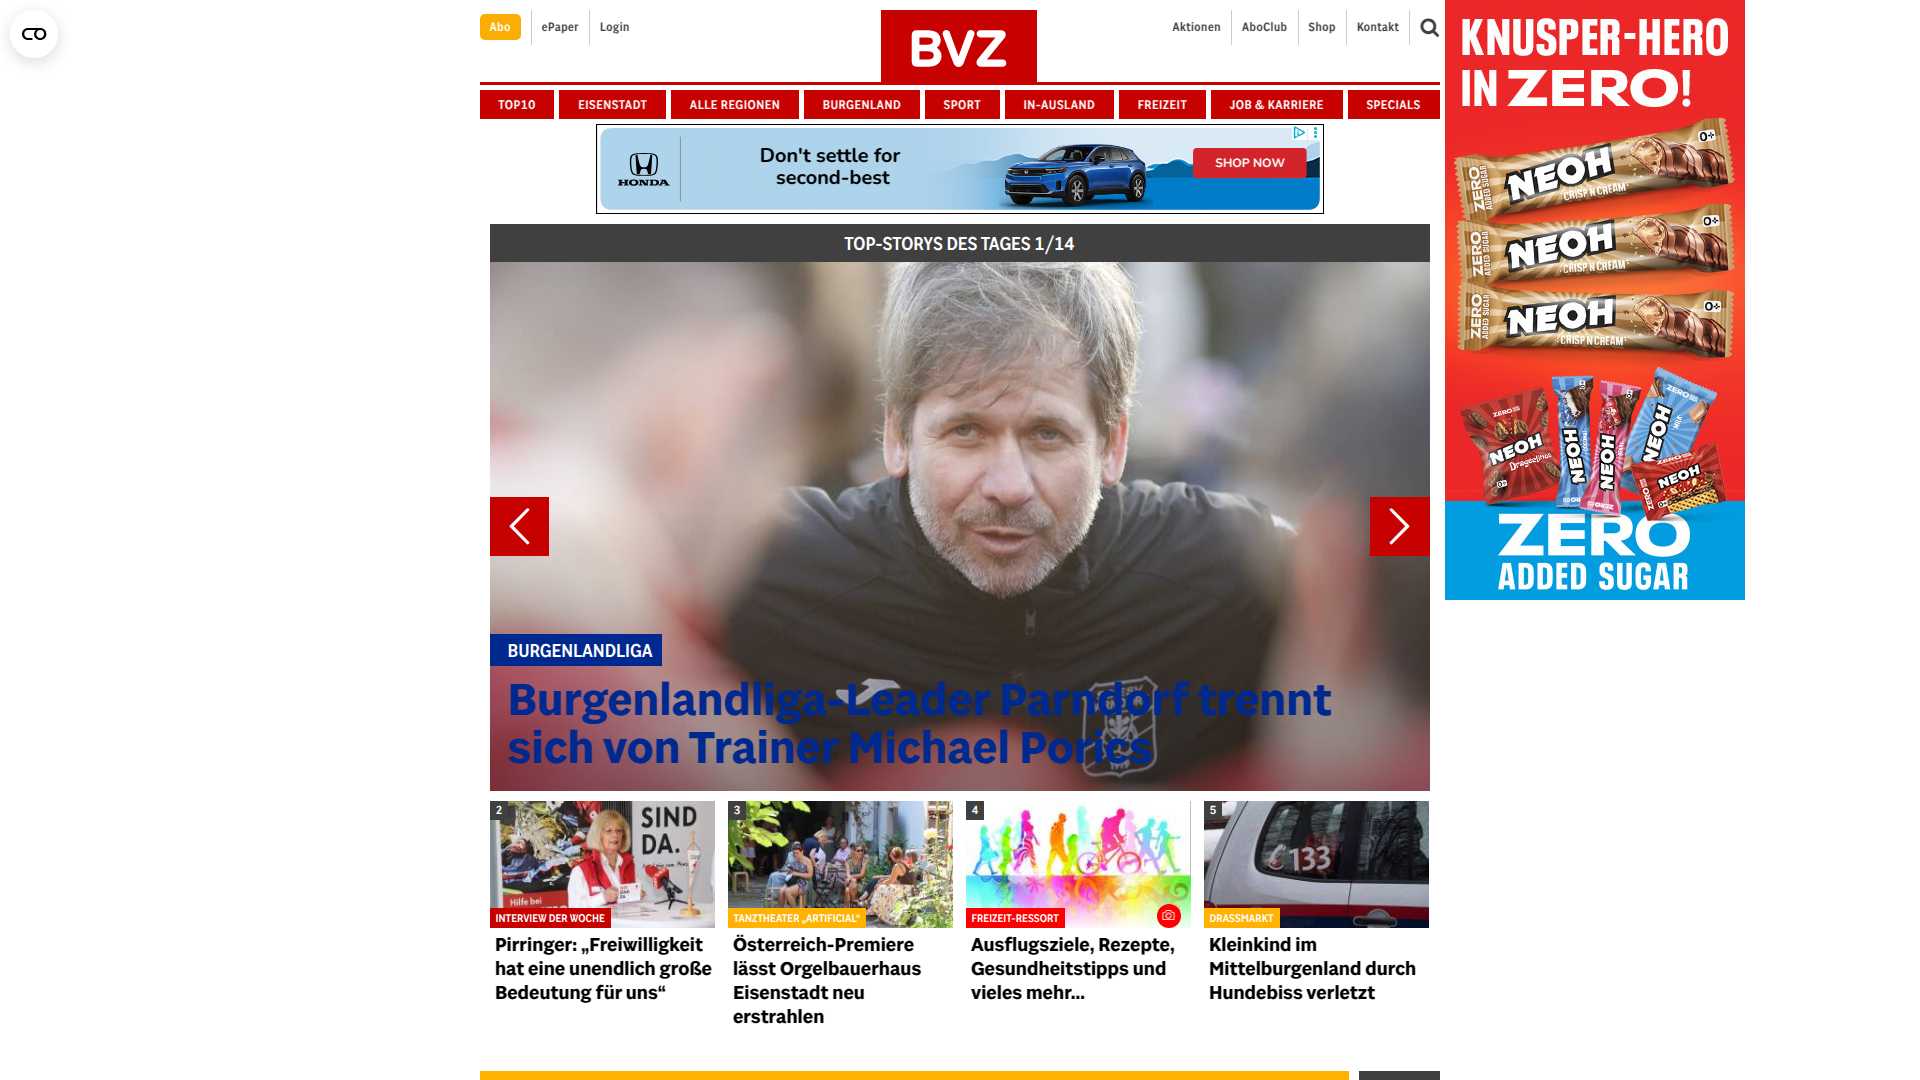 Abo
ePaper
Login
BVZ
Aktionen
AboClub
Shop
Kontakt
TOP10
EISENSTADT
ALLE REGIONEN
BURGENLAND
SPORT
IN-AUSLAND
FREIZEIT
JOB & KARRIERE
SPECIALS
HONDA
Don't settle for
second-best
SHOP NOW
KNUSPER-HERO
IN ZERO!
ZERO
ADDED SUGAR
NEOH
CRISP'N'CREAM
ZERO
ADDED SUGAR
NEOH
CRISP'N'CREAM
ZERO
ADDED SUGAR
NEOH
CRISP'N'CREAM
NEOH
NEOH
NEOH
NEOH
NEOH
ZERO
ADDED SUGAR
TOP-STORYS DES TAGES 1/14
BURGENLANDLIGA
Burgenlandliga-Leader Parndorf trennt
sich von Trainer Michael Porics
2
SIND
DA.
Hilfe bei
INTERVIEW DER WOCHE
Pirringer: „Freiwilligkeit
hat eine unendlich große
Bedeutung für uns“
3
TANZTHEATER „ARTIFICIAL“
Österreich-Premiere
lässt Orgelbauerhaus
Eisenstadt neu
erstrahlen
4
FREIZEIT-RESSORT
Ausflugsziele, Rezepte,
Gesundheitstipps und
vieles mehr...
5
133
DRASSMARKT
Kleinkind im
Mittelburgenland durch
Hundebiss verletzt